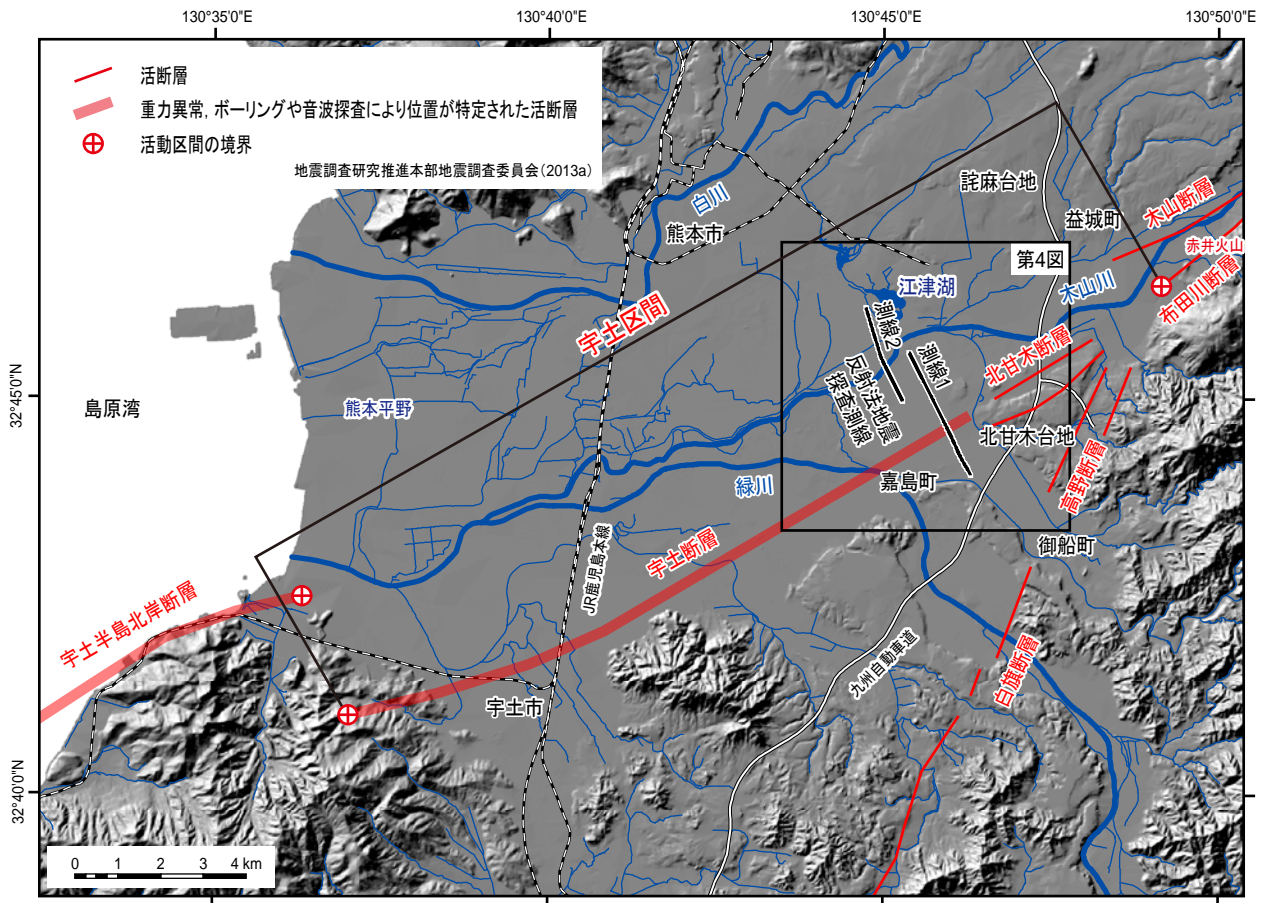 130°35'0"E
130°40'0"E
130°45'0"E
130°50'0"E
活断層
重力異常, ボーリングや音波探査により位置が特定された活断層
活動区間の境界
地震調査研究推進本部地震調査委員会(2013a)
詫麻台地
白川
益城町
木山断層
熊本市
赤井火山
第4図
江津湖
木山川
布田川断層
宇土区間
測線2
測線1
北甘木断層
反射法地震
探査測線
32°45'0"N
島原湾
熊本平野
北甘木台地
高野断層
緑川
嘉島町
御船町
JR鹿児島本線
宇土断層
宇土半島北岸断層
九州自動車道
白旗断層
宇土市
32°40'0"N
0 1 2 3 4 km